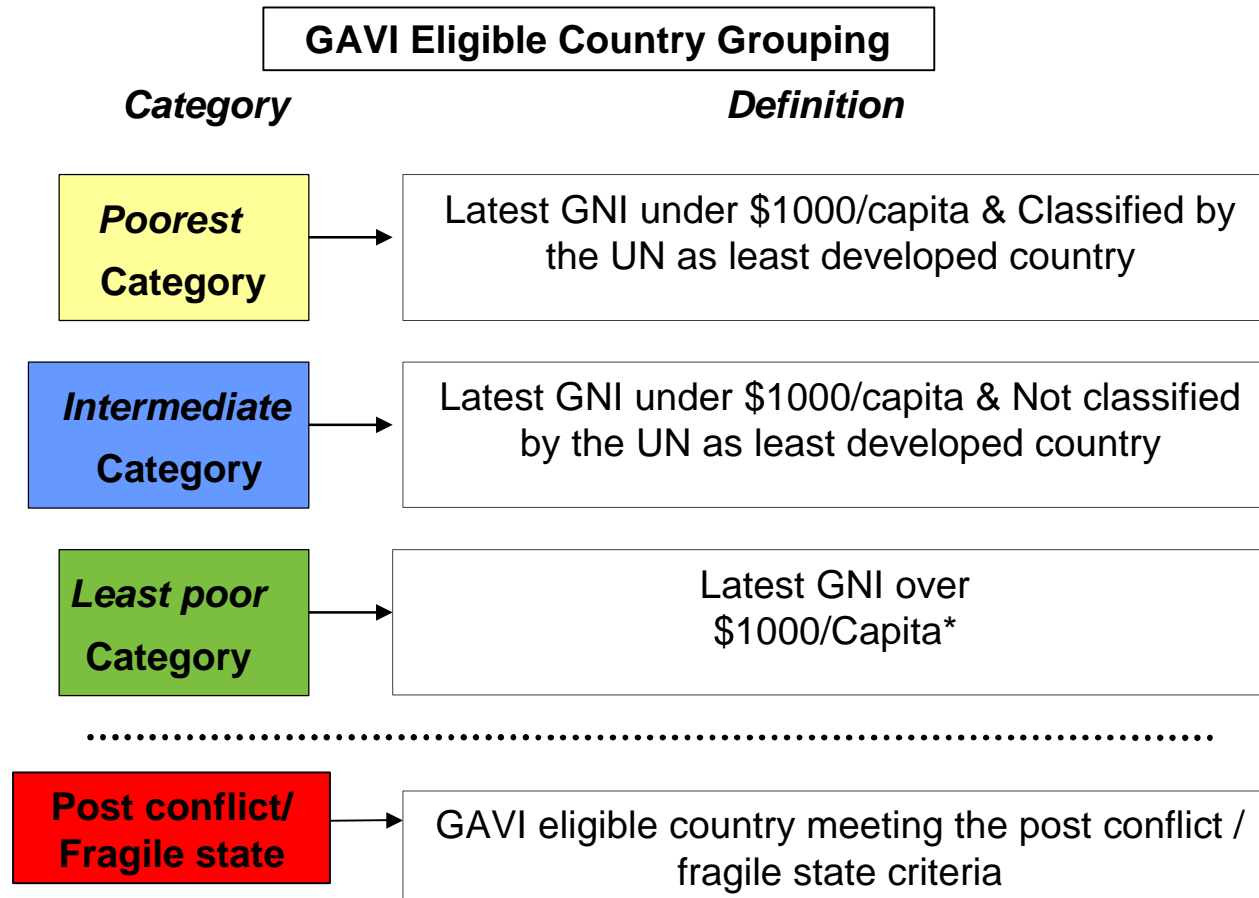 GAVI Eligible Country Grouping
Category
Definition
Poorest
Category
Latest GNI under $1000/capita & Classified by
the UN as least developed country
Intermediate
Category
Latest GNI under $1000/capita & Not classified
by the UN as least developed country
Least poor
Category
Latest GNI over
$1000/Capita*
Post conflict/
Fragile state
GAVI eligible country meeting the post conflict /
fragile state criteria